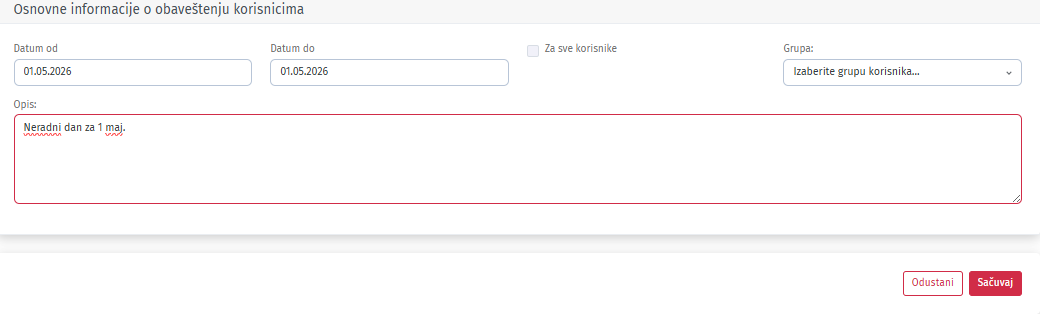 Osnovne informacije o obaveštenju korisnicima
Datum od
Datum do
Za sve korisnike
Grupa:
01.05.2026
01.05.2026
Izaberite grupu korisnika...
Opis:
Neradni dan za 1 maj.
Odustani
Sačuvaj